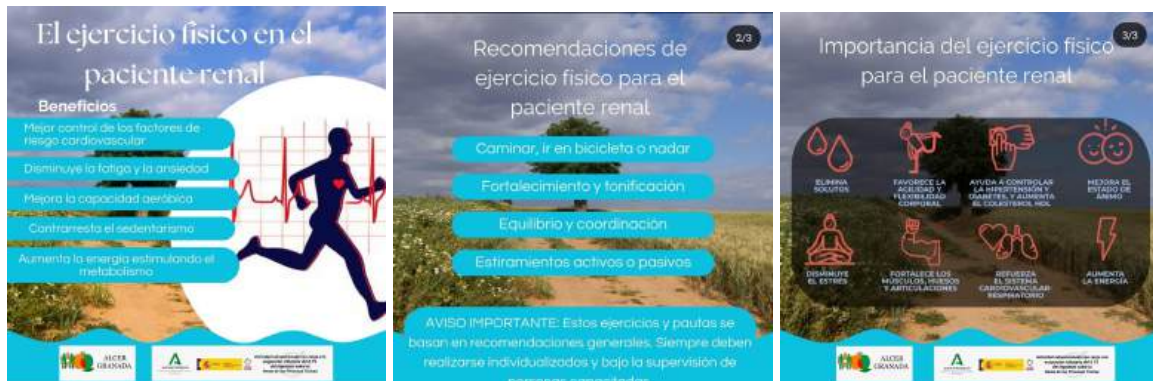 El ejercicio físico en el
paciente renal
Beneficios
Mejor control de los factores de
riesgo cardiovascular
Disminuye la fatiga y la ansiedad
Mejora la capacidad aeróbica
Contrarresta el sedentarismo
Aumenta la energía estimulando el
metabolismo
ALCER
GRANADA
2/3
Recomendaciones de
ejercicio físico para el
paciente renal
Caminar, ir en bicicleta o nadar
Fortalecimiento y tonificación
Equilibrio y coordinación
Estiramientos activos o pasivos
AVISO IMPORTANTE: Estos ejercicios y pautas se
basan en recomendaciones generales. Siempre deben
realizarse individualizados y bajo la supervisión de
3/3
Importancia del ejercicio físico
para el paciente renal
ELIMINA
SOLUTOS
FAVORECE LA
AGILIDAD Y
FLEXIBILIDAD
CORPORAL
AYUDA A CONTROLAR
LA HIPERTENSIÓN Y
DIABETES, Y AUMENTA
EL COLESTEROL HDL
MEJORA EL
ESTADO DE
ÁNIMO
DISMINUYE
EL ESTRÉS
FORTALECE LOS
MÚSCULOS, HUESOS
Y ARTICULACIONES
REFUERZA
EL SISTEMA
CARDIOVASCULAR-
RESPIRATORIO
AUMENTA
LA ENERGÍA
ALCER
GRANADA